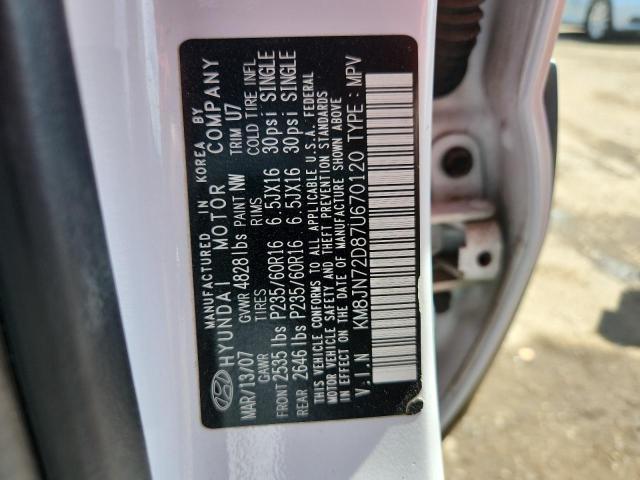 MANUFACTURED IN KOREA BY
HYUNDAI MOTOR COMPANY
MAR/13/07 GVWR 4828 lbs PAINT NW TRIM U7
GAWR TIRES RIMS COLD TIRE INFL
FRONT 2535 lbs P235/60R16 6.5JX16 30psi SINGLE
REAR 2646 lbs P235/60R16 6.5JX16 30psi SINGLE
THIS VEHICLE CONFORMS TO ALL APPLICABLE U.S.A. FEDERAL
MOTOR VEHICLE SAFETY AND THEFT PREVENTION STANDARDS
IN EFFECT ON THE DATE OF MANUFACTURE SHOWN ABOVE
V.I.N KM8JN72D87U670120 TYPE : MPV